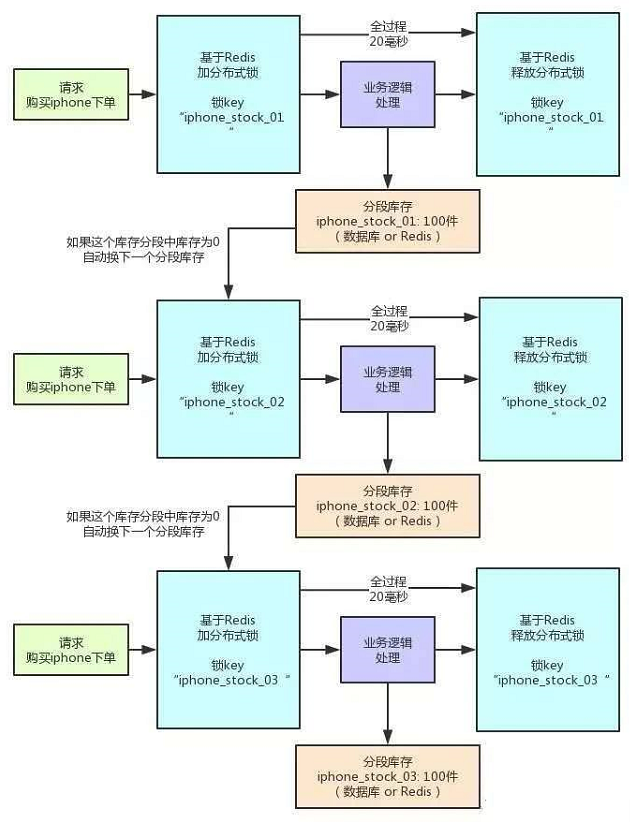 全过程
20毫秒
请求
购买iphone下单
基于Redis
加分布式锁
锁key
“iphone_stock_01
“
业务逻辑
处理
基于Redis
释放分布式锁
锁key
“iphone_stock_01
“
分段库存
iphone_stock_01: 100件
( 数据库 or Redis )
如果这个库存分段中库存为0
自动换下一个分段库存
全过程
20毫秒
请求
购买iphone下单
基于Redis
加分布式锁
锁key
“iphone_stock_02
“
业务逻辑
处理
基于Redis
释放分布式锁
锁key
“iphone_stock_02
“
分段库存
iphone_stock_02: 100件
( 数据库 or Redis )
如果这个库存分段中库存为0
自动换下一个分段库存
全过程
20毫秒
请求
购买iphone下单
基于Redis
加分布式锁
锁key
“iphone_stock_03 “
业务逻辑
处理
基于Redis
释放分布式锁
锁key
“iphone_stock_03 “
分段库存
iphone_stock_03: 100件
( 数据库 or Redis )